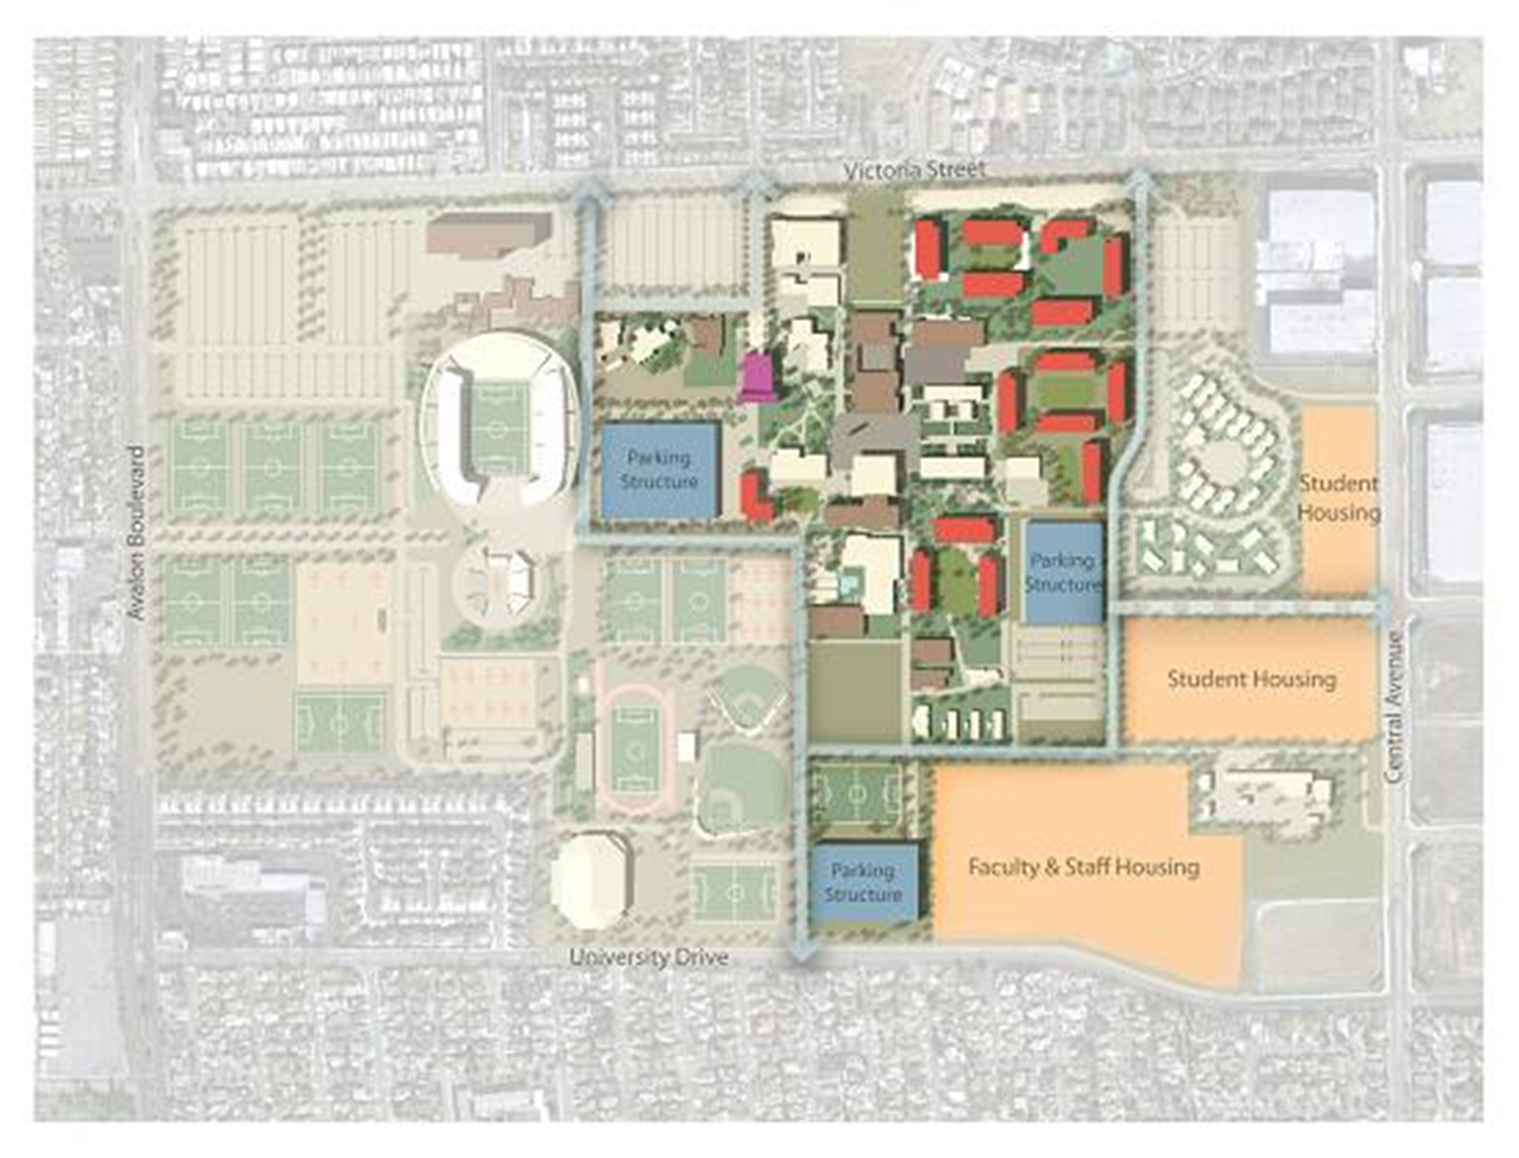 Victoria Street
Parking
Structure
Avalon Boulevard
Student
Housing
Parking
Structure
Student Housing
Central Avenue
Faculty & Staff Housing
Parking
Structure
University Drive